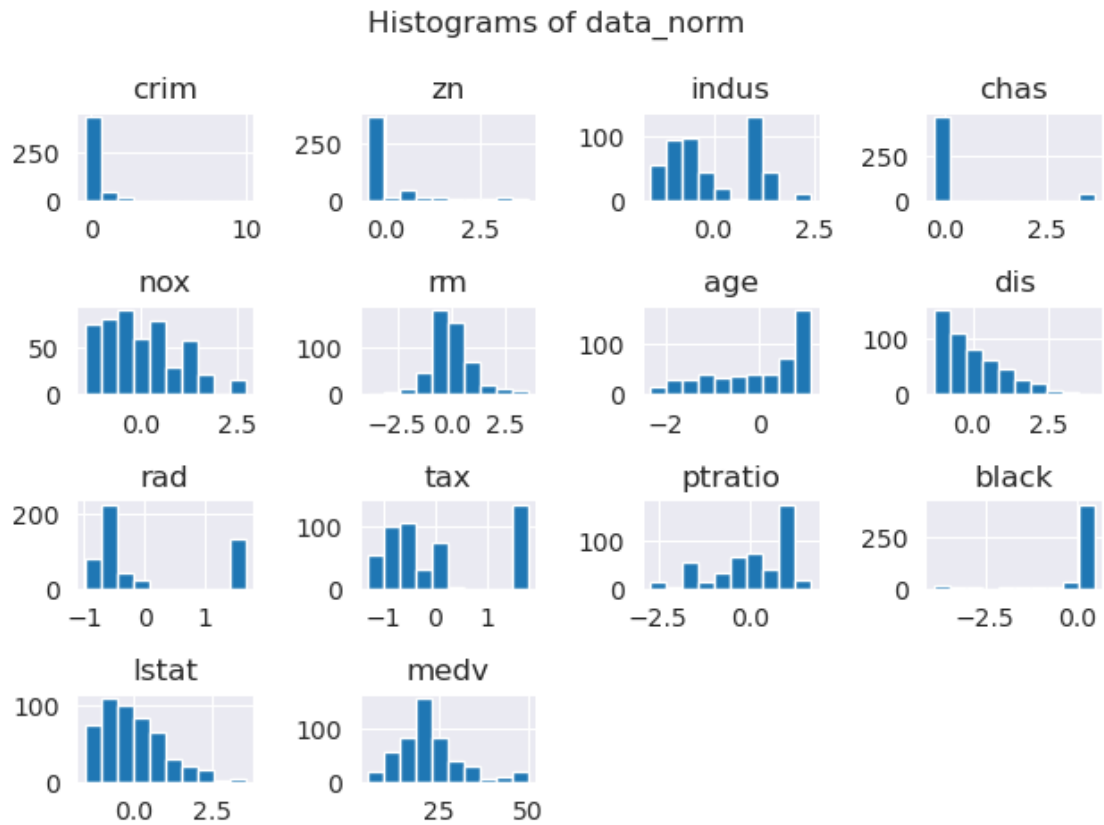 Histograms of data_norm
crim zn indus chas
250 0 0 10
250 0 0.0 2.5
100 0 0.0 2.5
250 0 0.0 2.5
nox rm age dis
50 0 0.0 2.5
100 0 −2.5 0.0 2.5
100 0 −2 0
100 0 0.0 2.5
rad tax ptratio black
200 0 −1 0 1
100 0 −1 0 1
100 0 −2.5 0.0
250 0 −2.5 0.0
lstat medv
100 0 0.0 2.5
100 0 25 50